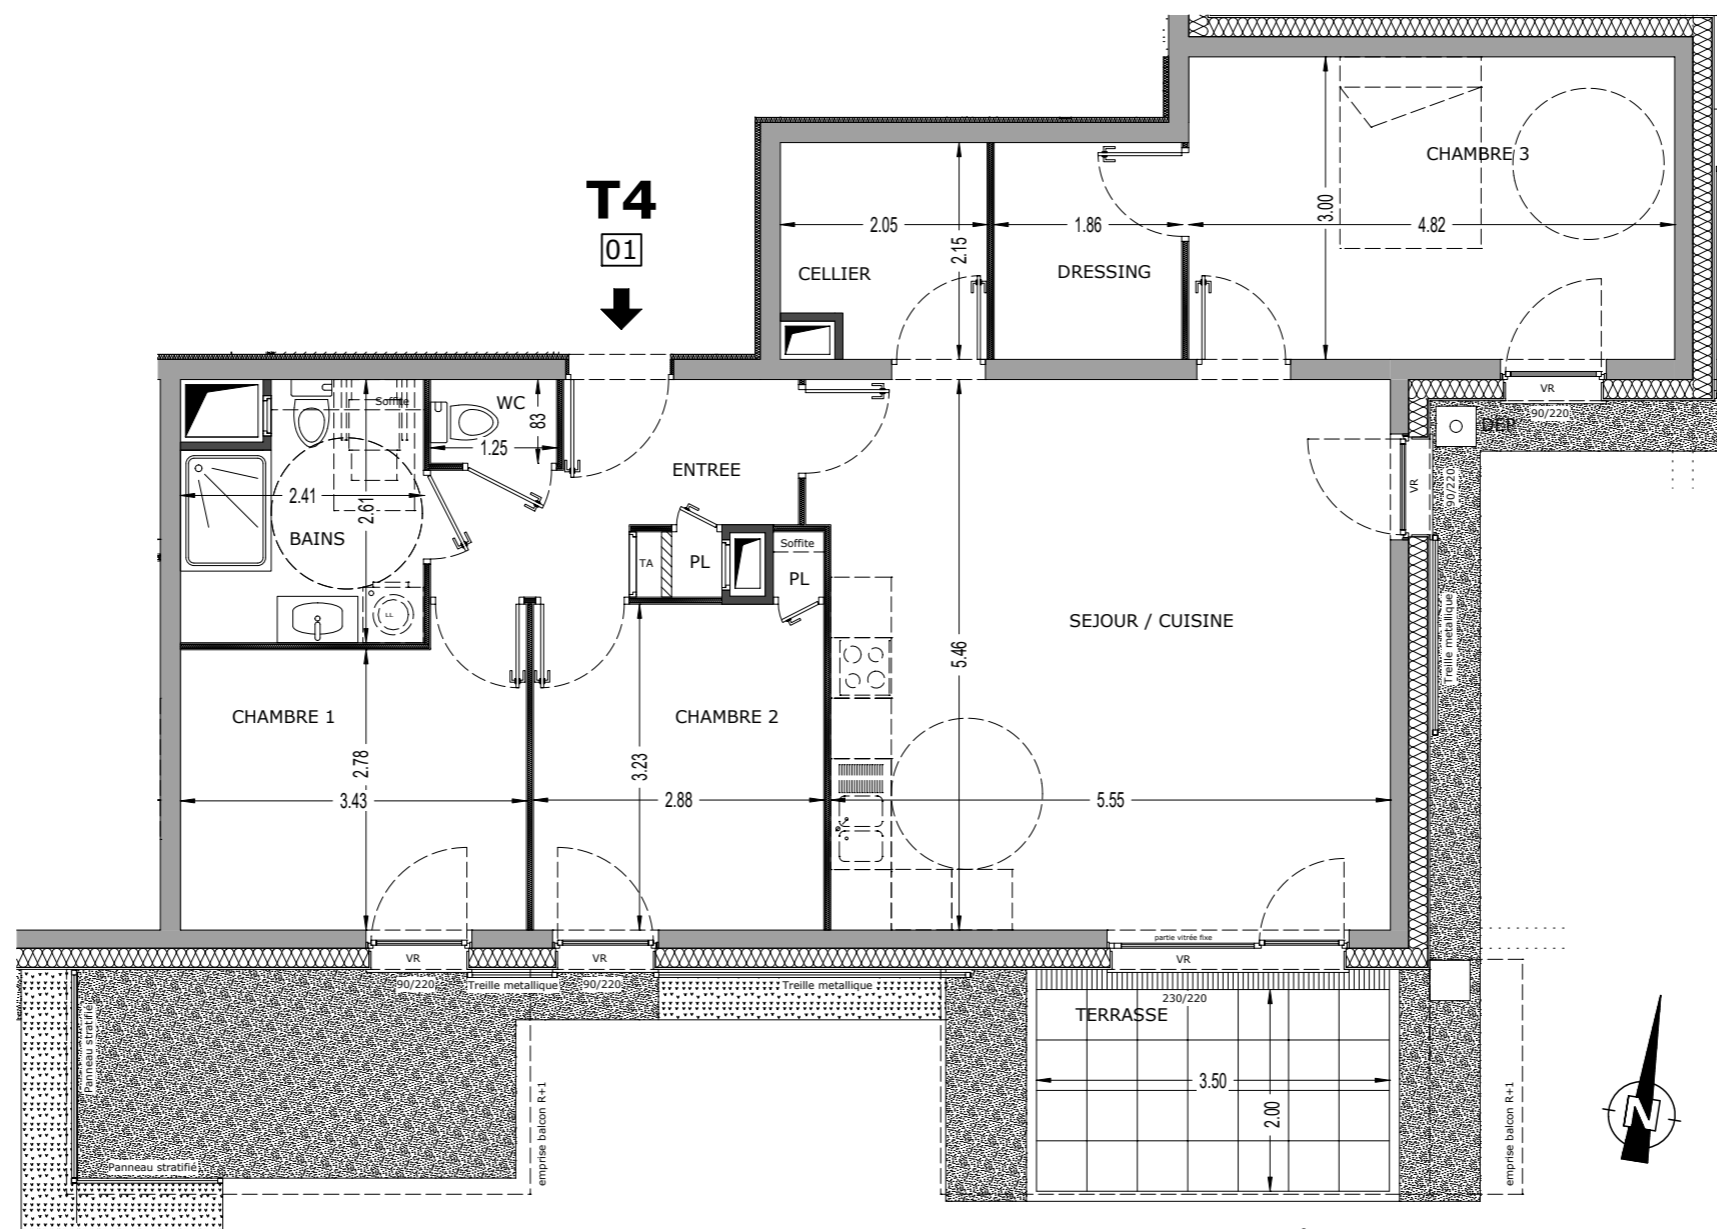 T4
01
CHAMBRE 3
3.00
4.82
2.05
2.15
1.86
CELLIER
DRESSING
VR
90/220
DEP
Soffite
WC
83
1.25
ENTREE
2.41
2.61
BAINS
LL
TA
PL
Soffite
PL
VR
90/220
Treille metallique
SEJOUR / CUISINE
5.46
5.55
CHAMBRE 1
2.78
3.43
CHAMBRE 2
3.23
2.88
partie vitrée fixe
VR
90/220
Treille metallique
VR
90/220
Treille metallique
VR
230/220
TERRASSE
3.50
2.00
Panneau stratifié
Panneau stratifié
emprise balcon R+1
emprise balcon R+1
N